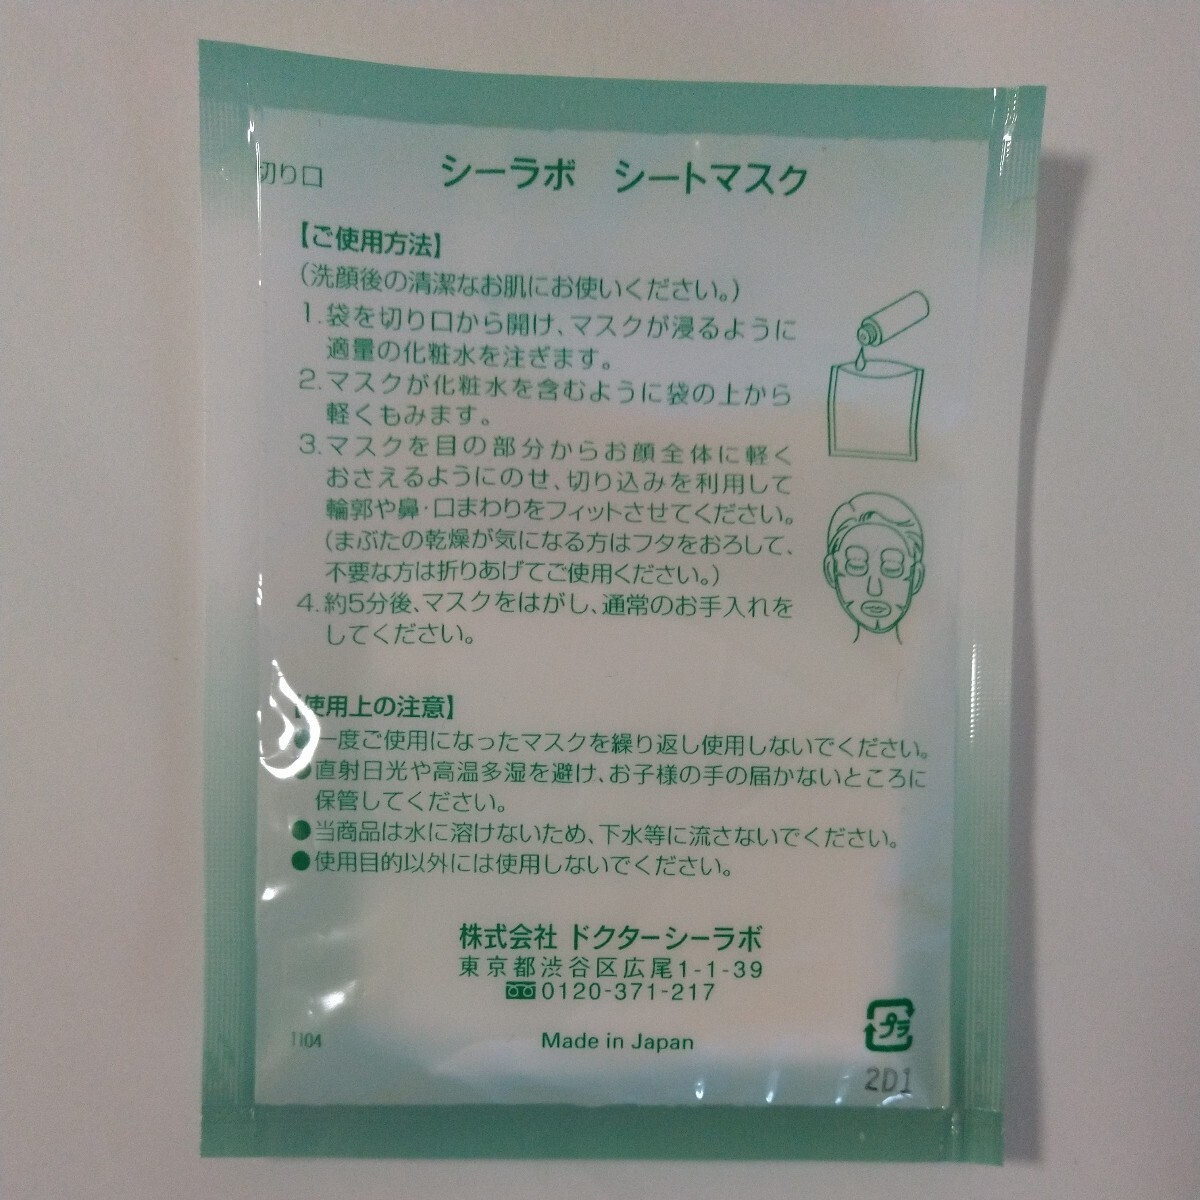 切り口
シーラボ シートマスク
【ご使用方法】
(洗顔後の清潔なお肌にお使いください。)
1.袋を切り口から開け、マスクが浸るように
適量の化粧水を注ぎます。
2.マスクが化粧水を含むように袋の上から
軽くもみます。
3.マスクを目の部分からお顔全体に軽く
おさえるようにのせ、切り込みを利用して
輪郭や鼻・口まわりをフィットさせてください。
(まぶたの乾燥が気になる方はフタをおろして、
不要な方は折りあげてご使用ください。)
4.約5分後、マスクをはがし、通常のお手入れを
してください。
【使用上の注意】
●一度ご使用になったマスクを繰り返し使用しないでください。
●直射日光や高温多湿を避け、お子様の手の届かないところに
保管してください。
●当商品は水に溶けないため、下水等に流さないでください。
●使用目的以外には使用しないでください。
株式会社 ドクターシーラボ
東京都渋谷区広尾1-1-39
0120-371-217
1104
Made in Japan
プラ
2D1